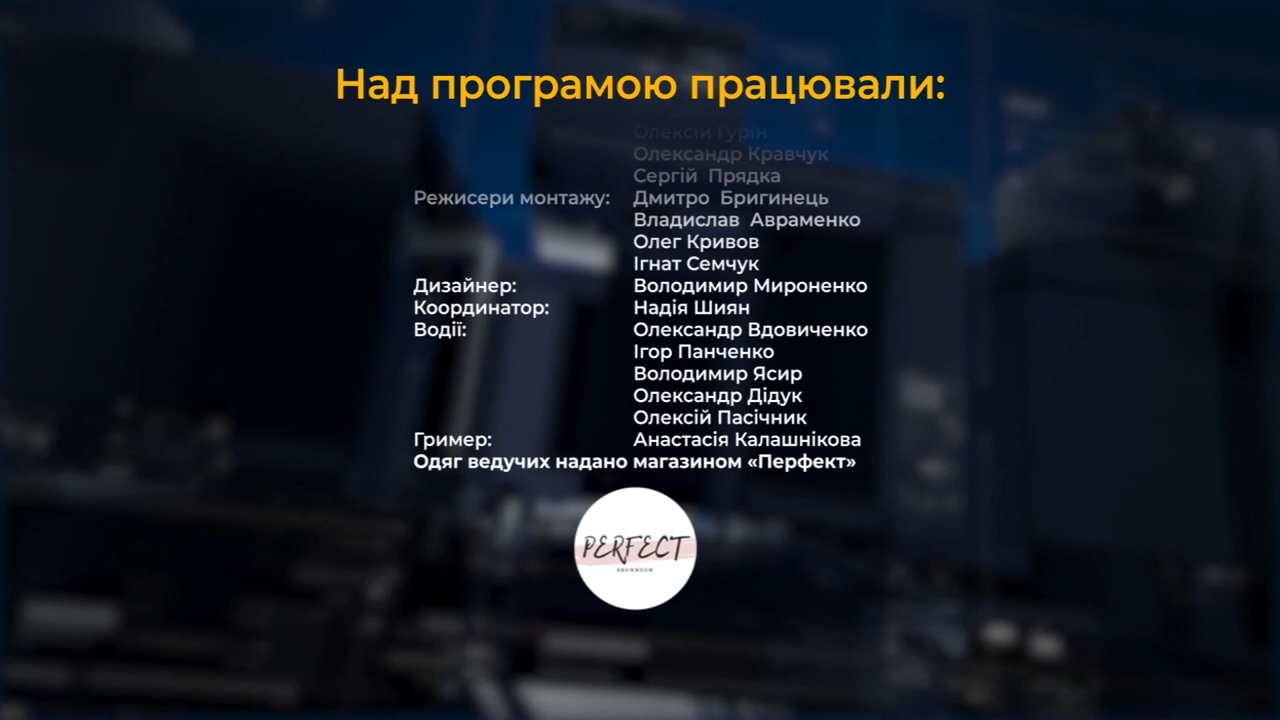 Над програмою працювали:
Олексій Гурін
Олександр Кравчук
Сергій Прядка
Режисери монтажу: Дмитро Бригинець
Владислав Авраменко
Олег Кривов
Ігнат Семчук
Дизайнер: Володимир Мироненко
Координатор: Надія Шиян
Водії: Олександр Вдовиченко
Ігор Панченко
Володимир Ясир
Олександр Дідук
Олексій Пасічник
Гример: Анастасія Калашнікова
Одяг ведучих надано магазином «Перфект»
PERFECT
SHOWROOM